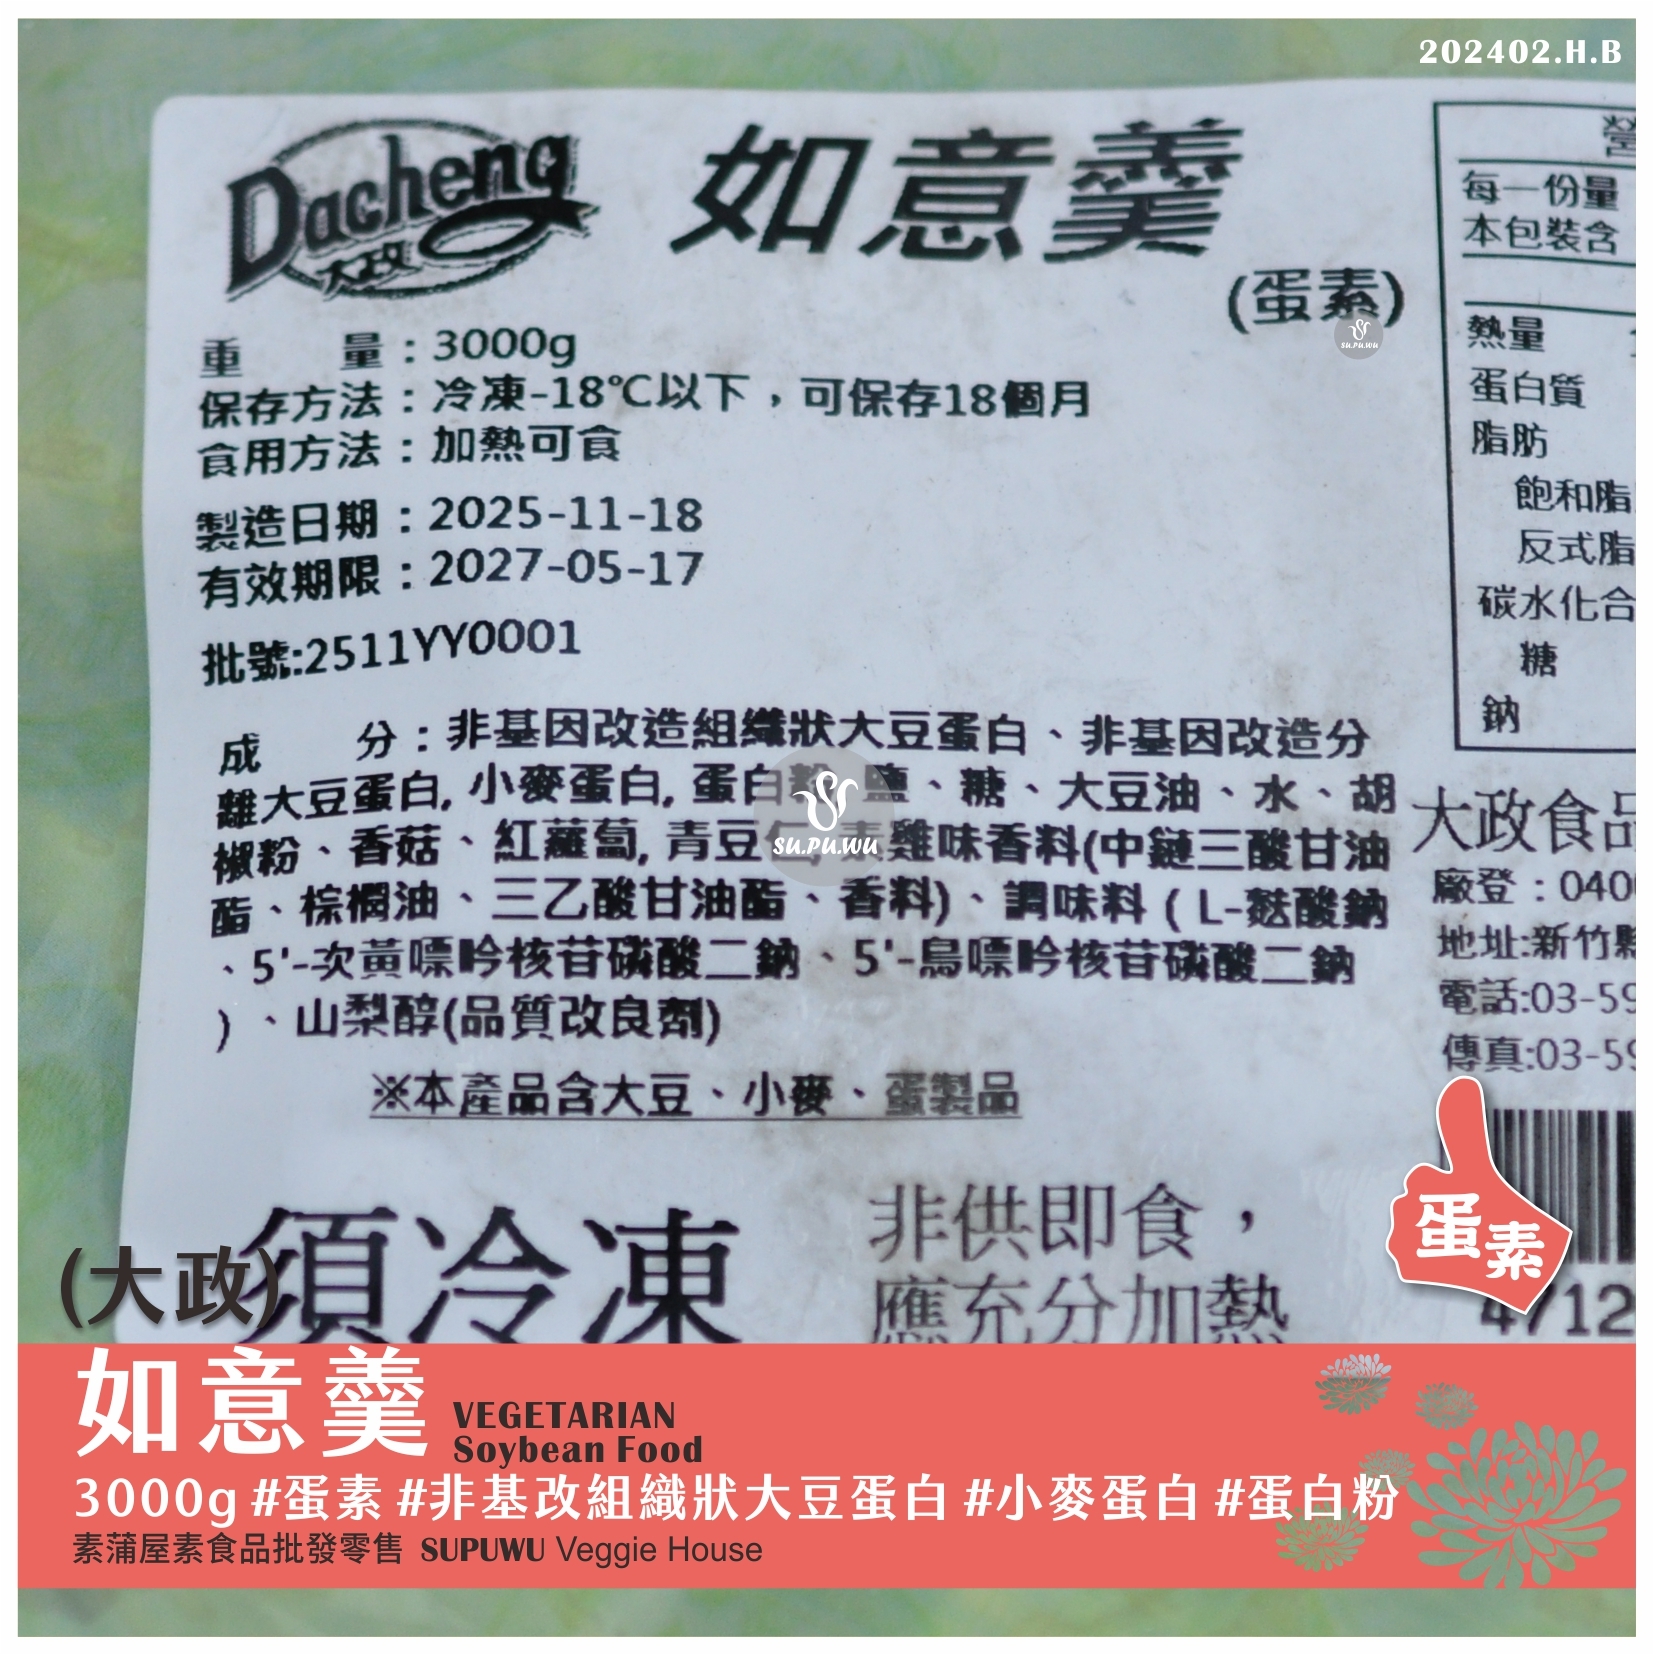 202402.H.B
Dacheng
大政
如意羹
(蛋素)
重 量：3000g
保存方法：冷凍-18℃以下，可保存18個月
食用方法：加熱可食
製造日期：2025-11-18
有效期限：2027-05-17
批號:2511YY0001
成 分：非基因改造組織狀大豆蛋白、非基因改造分
離大豆蛋白, 小麥蛋白, 蛋白粉、鹽、糖、大豆油、水、胡
椒粉、香菇、紅蘿蔔, 青豆仁、素雞味香料(中鏈三酸甘油
酯、棕櫚油、三乙酸甘油酯、香料)、調味料 ( L-麩酸鈉
、5'-次黃嘌呤核苷磷酸二鈉、5'-鳥嘌呤核苷磷酸二鈉
) 、山梨醇(品質改良劑)
※本產品含大豆、小麥、蛋製品
須冷凍
非供即食，
應充分加熱
營
每一份量
本包裝含
熱量
蛋白質
脂肪
飽和脂
反式脂
碳水化合
糖
鈉
大政食品
廠登：040
地址:新竹縣
電話:03-59
傳真:03-59
4712
su.pu.wu
su.pu.wu
蛋素
(大政)
如意羹 VEGETARIAN
Soybean Food
3000g #蛋素 #非基改組織狀大豆蛋白 #小麥蛋白 #蛋白粉
素蒲屋素食品批發零售 SUPUWU Veggie House